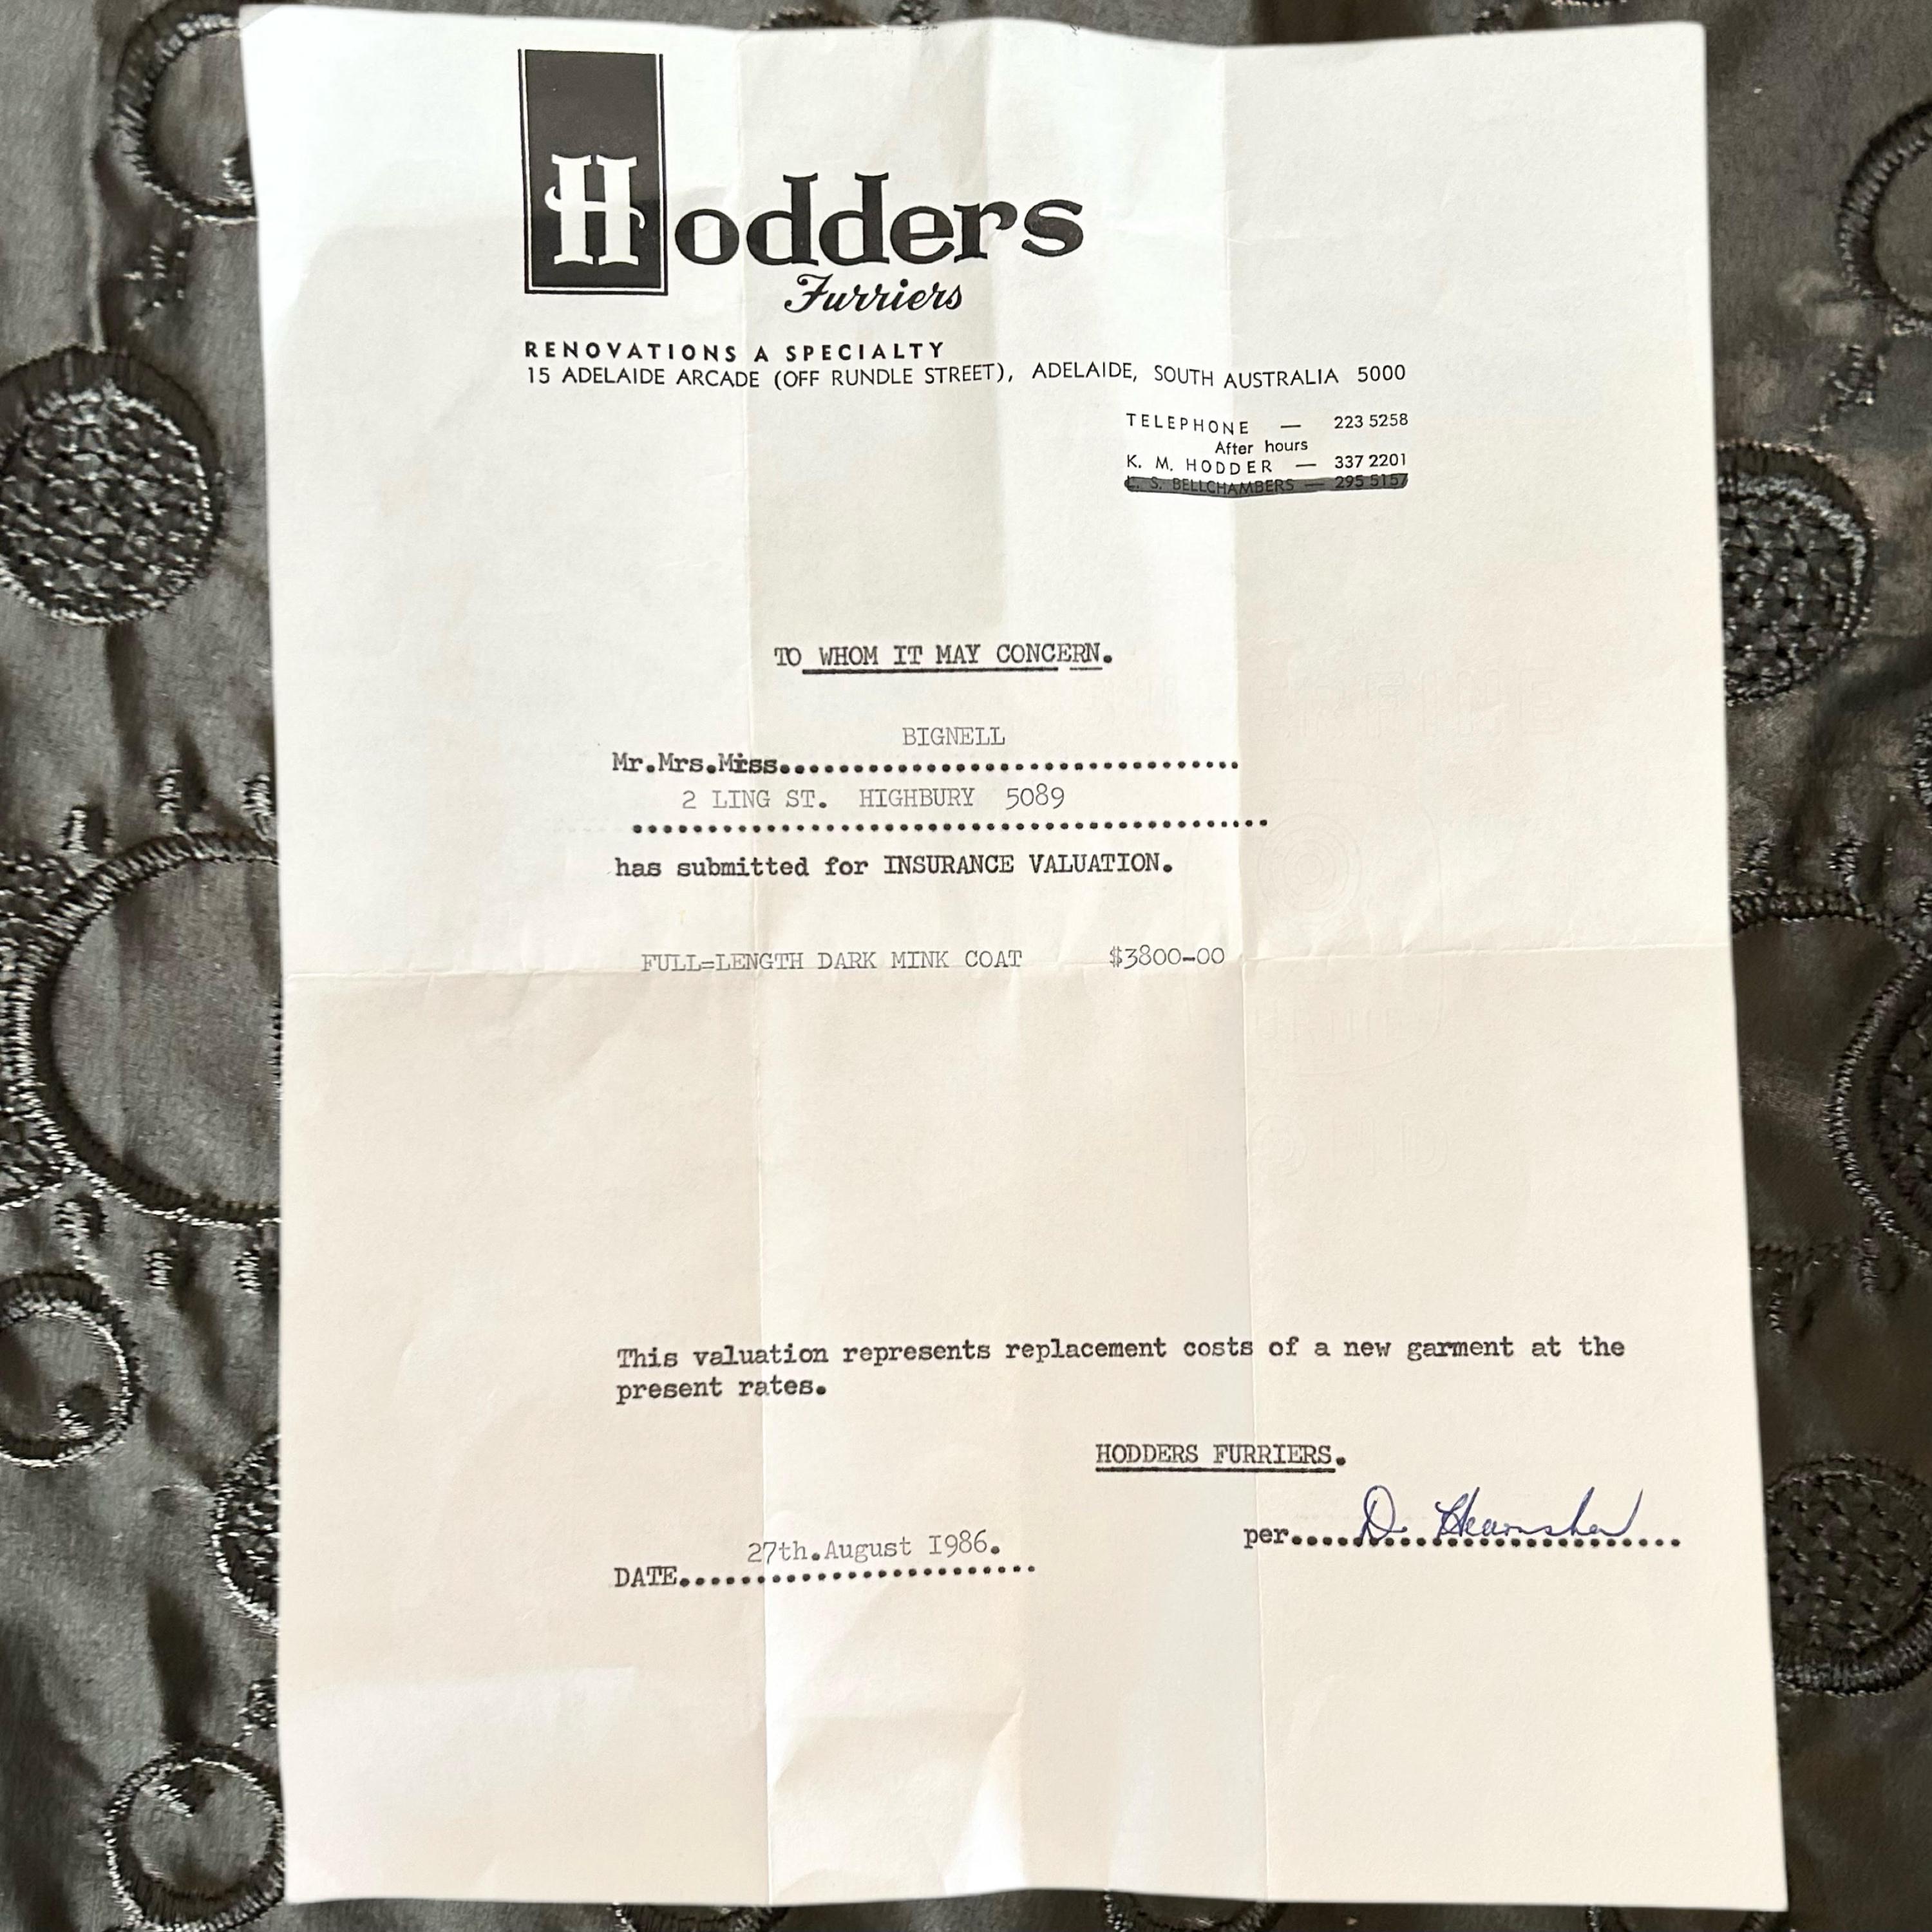 Hodders
Furriers
RENOVATIONS A SPECIALTY
15 ADELAIDE ARCADE (OFF RUNDLE STREET), ADELAIDE, SOUTH AUSTRALIA 5000
TELEPHONE — 223 5258
After hours
K. M. HODDER — 337 2201
L. S. BELLCHAMBERS — 295 5157
TO WHOM IT MAY CONCERN.
BIGNELL
Mr.Mrs.Miss...............................
2 LING ST. HIGHBURY 5089
..........................................
has submitted for INSURANCE VALUATION.
FULL=LENGTH DARK MINK COAT $3800-00
This valuation represents replacement costs of a new garment at the
present rates.
HODDERS FURRIERS.
per.... D. Hearnshaw
27th.August 1986.
DATE........................